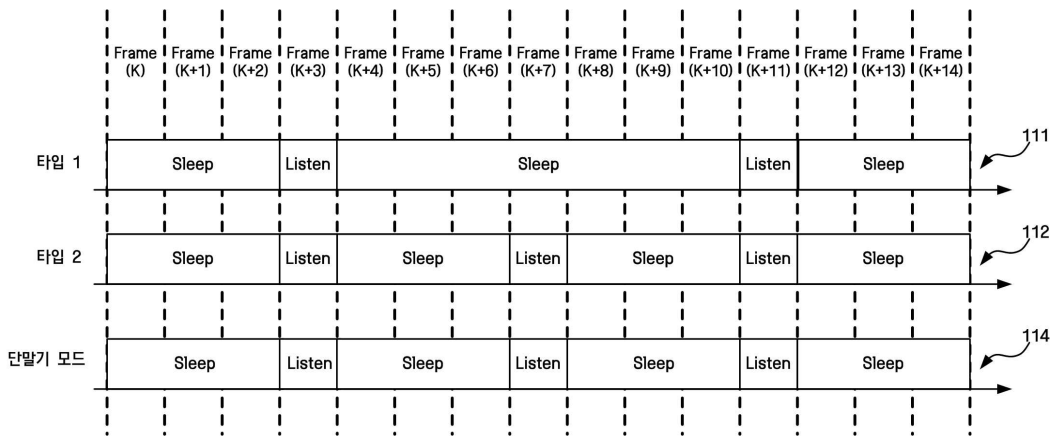 Frame Frame Frame Frame Frame Frame Frame Frame Frame Frame Frame Frame Frame Frame Frame
(K) (K+1) (K+2) (K+3) (K+4) (K+5) (K+6) (K+7) (K+8) (K+9) (K+10) (K+11) (K+12) (K+13) (K+14)
111
타입 1 Sleep Listen Sleep Listen Sleep
112
타입 2 Sleep Listen Sleep Listen Sleep Listen Sleep
114
단말기 모드 Sleep Listen Sleep Listen Sleep Listen Sleep